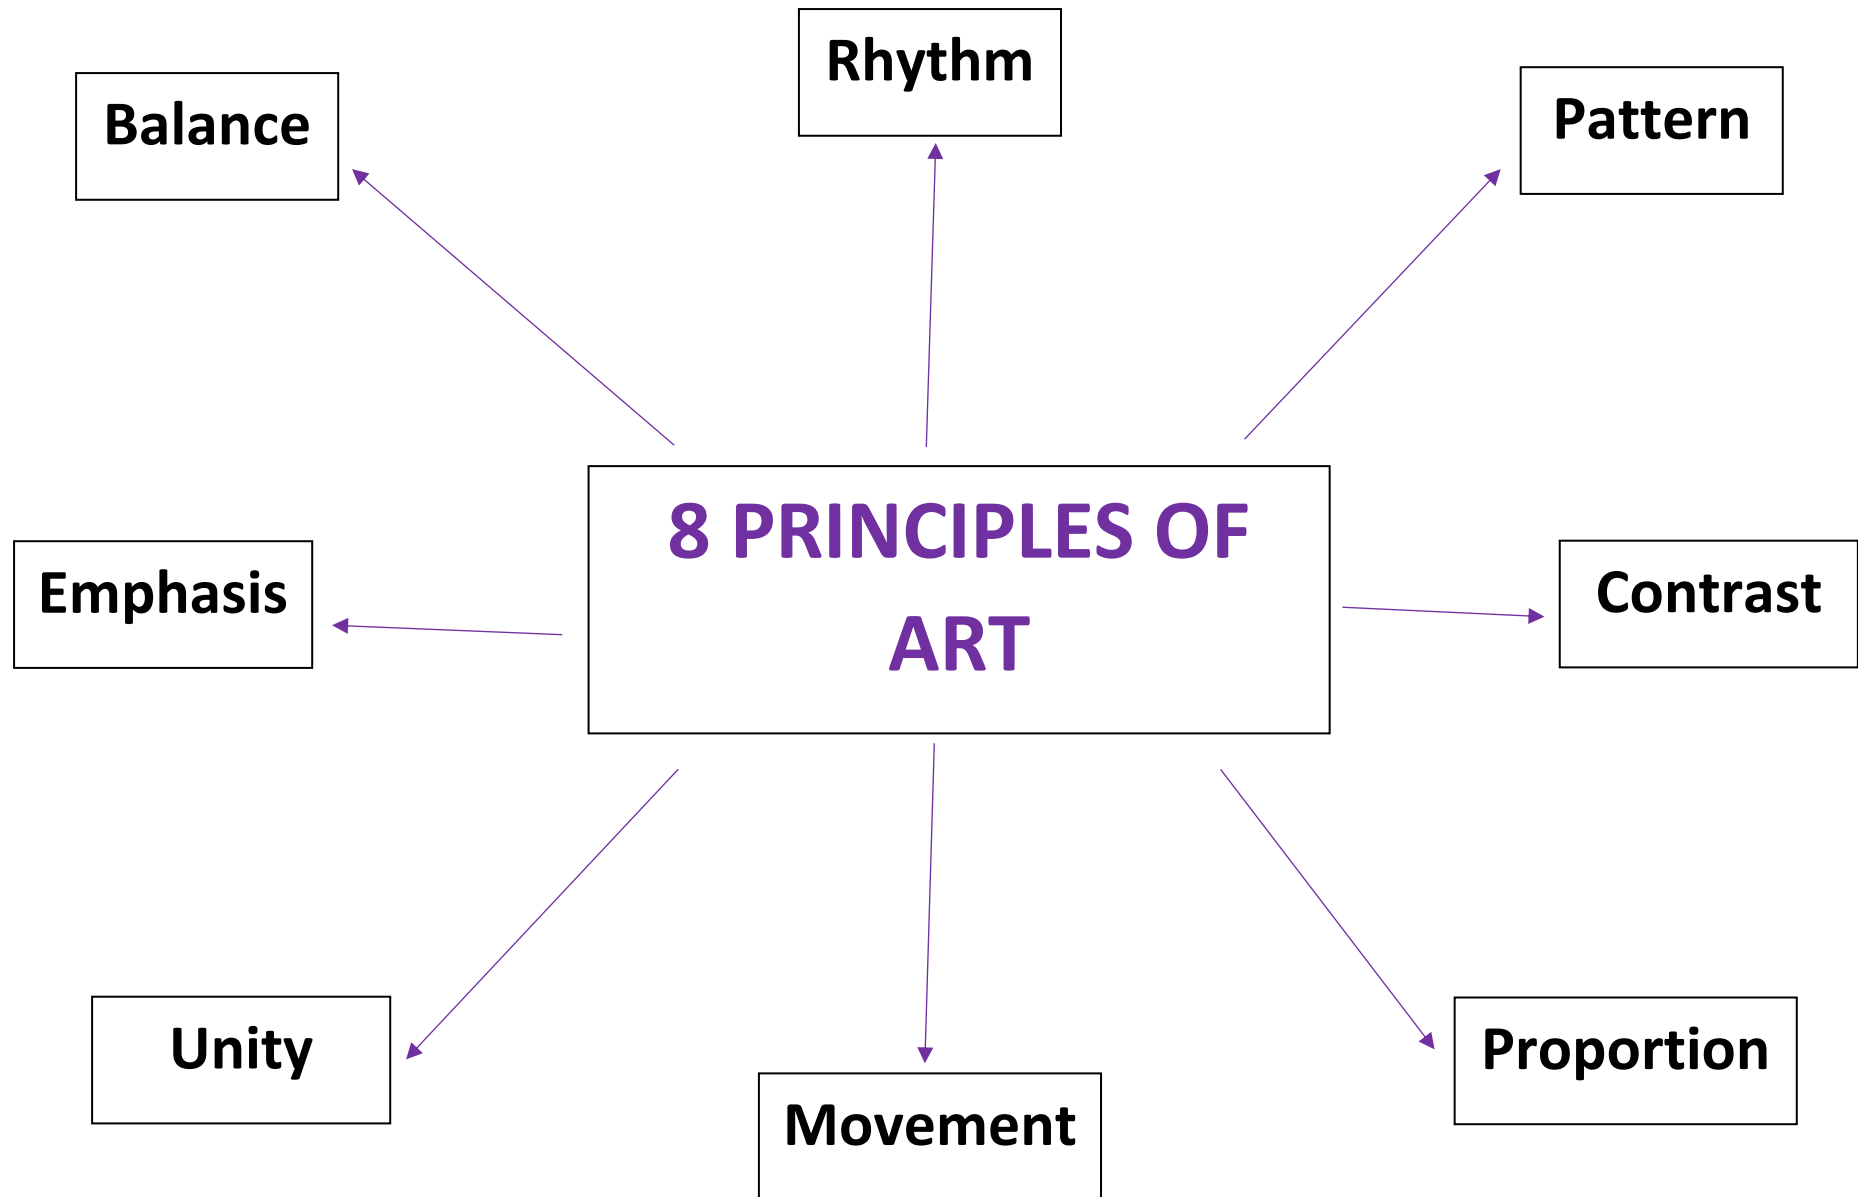 Rhythm
Balance
Pattern
8 PRINCIPLES OF
ART
Emphasis
Contrast
Unity
Proportion
Movement